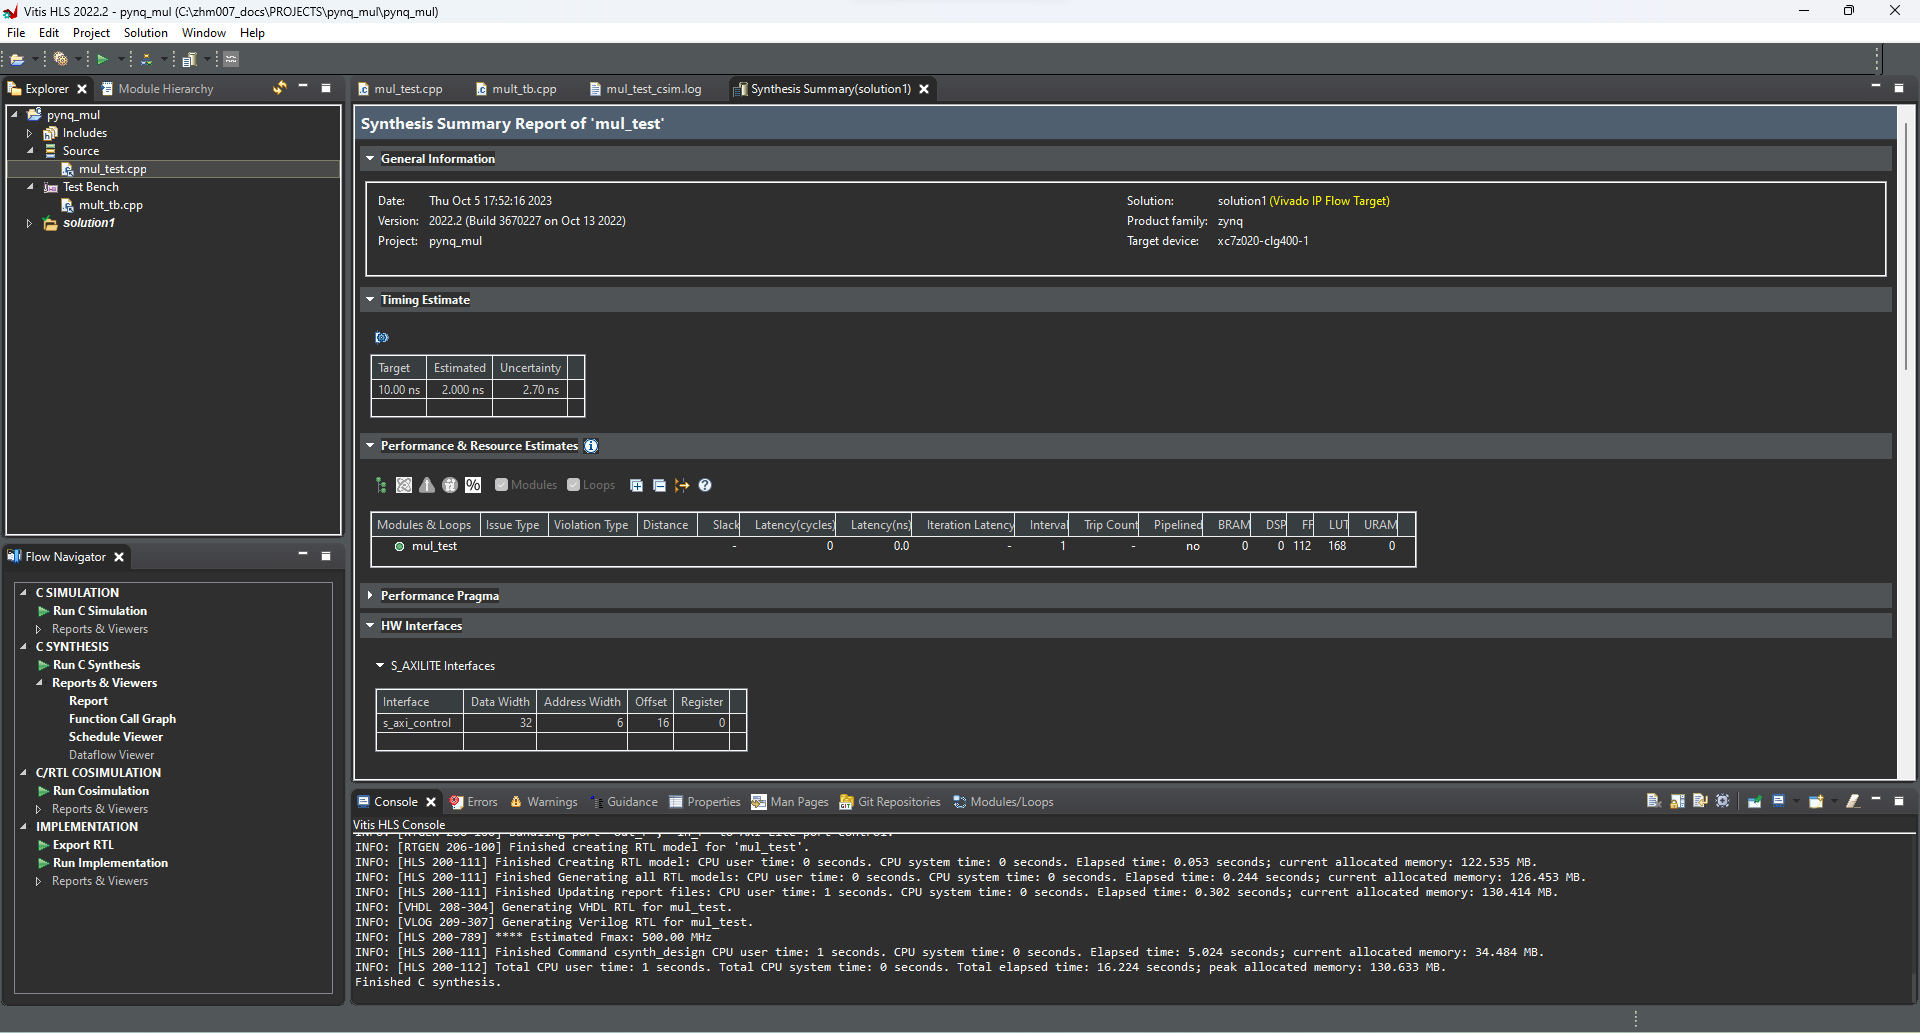 Vitis HLS 2022.2 - pynq_mul (C:\zhm007_docs\PROJECTS\pynq_mul\pynq_mul)
File Edit Project Solution Window Help
Explorer Module Hierarchy
pynq_mul
Includes
Source
mul_test.cpp
Test Bench
mult_tb.cpp
solution1
Flow Navigator
C SIMULATION
Run C Simulation
Reports & Viewers
C SYNTHESIS
Run C Synthesis
Reports & Viewers
Report
Function Call Graph
Schedule Viewer
Dataflow Viewer
C/RTL COSIMULATION
Run Cosimulation
Reports & Viewers
IMPLEMENTATION
Export RTL
Run Implementation
Reports & Viewers
mul_test.cpp mult_tb.cpp mul_test_csim.log Synthesis Summary(solution1)
Synthesis Summary Report of 'mul_test'
General Information
Date: Thu Oct 5 17:52:16 2023
Version: 2022.2 (Build 3670227 on Oct 13 2022)
Project: pynq_mul
Solution: solution1 (Vivado IP Flow Target)
Product family: zynq
Target device: xc7z020-clg400-1
Timing Estimate
Target Estimated Uncertainty
10.00 ns 2.000 ns 2.70 ns
Performance & Resource Estimates
% Modules Loops
Modules & Loops Issue Type Violation Type Distance Slack Latency(cycles) Latency(ns) Iteration Latency Interval Trip Count Pipelined BRAM DSP FF LUT URAM
mul_test - 0 0.0 - 1 - no 0 0 112 168 0
Performance Pragma
HW Interfaces
S_AXILITE Interfaces
Interface Data Width Address Width Offset Register
s_axi_control 32 6 16 0
Console Errors Warnings Guidance Properties Man Pages Git Repositories Modules/Loops
Vitis HLS Console
INFO: [RTGEN 206-100] Finished creating RTL model for 'mul_test'.
INFO: [HLS 200-111] Finished Creating RTL model: CPU user time: 0 seconds. CPU system time: 0 seconds. Elapsed time: 0.053 seconds; current allocated memory: 122.535 MB.
INFO: [HLS 200-111] Finished Generating all RTL models: CPU user time: 0 seconds. CPU system time: 0 seconds. Elapsed time: 0.244 seconds; current allocated memory: 126.453 MB.
INFO: [HLS 200-111] Finished Updating report files: CPU user time: 1 seconds. CPU system time: 0 seconds. Elapsed time: 0.302 seconds; current allocated memory: 130.414 MB.
INFO: [VHDL 208-304] Generating VHDL RTL for mul_test.
INFO: [VLOG 209-307] Generating Verilog RTL for mul_test.
INFO: [HLS 200-789] **** Estimated Fmax: 500.00 MHz
INFO: [HLS 200-111] Finished Command csynth_design CPU user time: 1 seconds. CPU system time: 0 seconds. Elapsed time: 5.024 seconds; current allocated memory: 34.484 MB.
INFO: [HLS 200-112] Total CPU user time: 1 seconds. Total CPU system time: 0 seconds. Total elapsed time: 16.224 seconds; peak allocated memory: 130.633 MB.
Finished C synthesis.